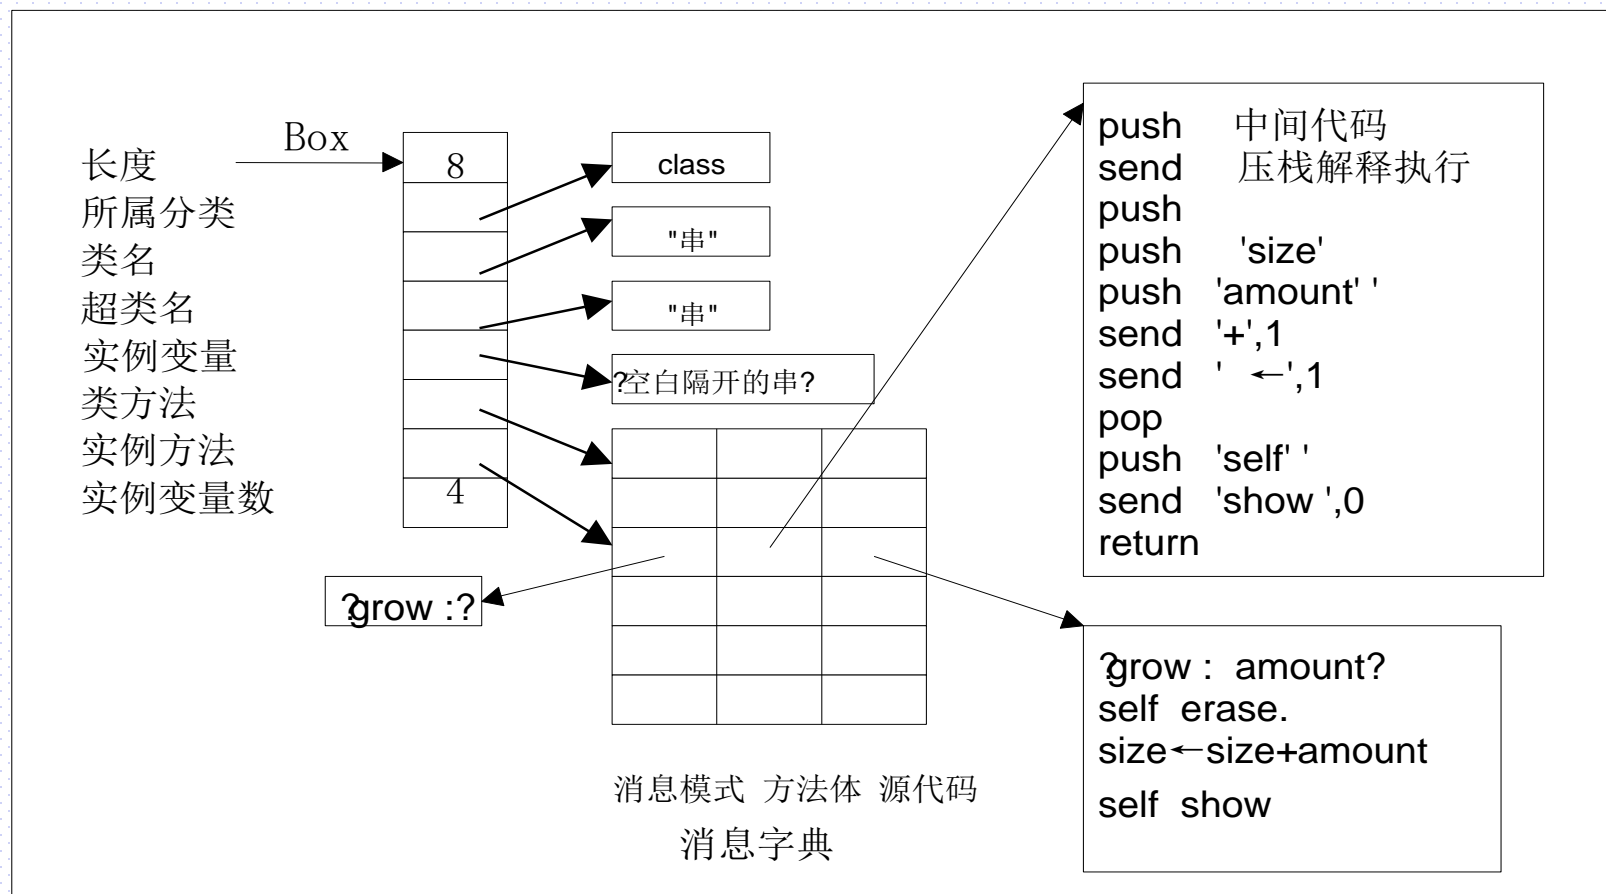 Box
长度
所属分类
类名
超类名
实例变量
类方法
实例方法
实例变量数
8
4
class
"串"
"串"
?空白隔开的串?
?grow :?
消息模式 方法体 源代码
消息字典
push 中间代码
send 压栈解释执行
push
push 'size'
push 'amount' '
send '+',1
send ' ←',1
pop
push 'self' '
send 'show ',0
return
?grow : amount?
self erase.
size←size+amount
self show